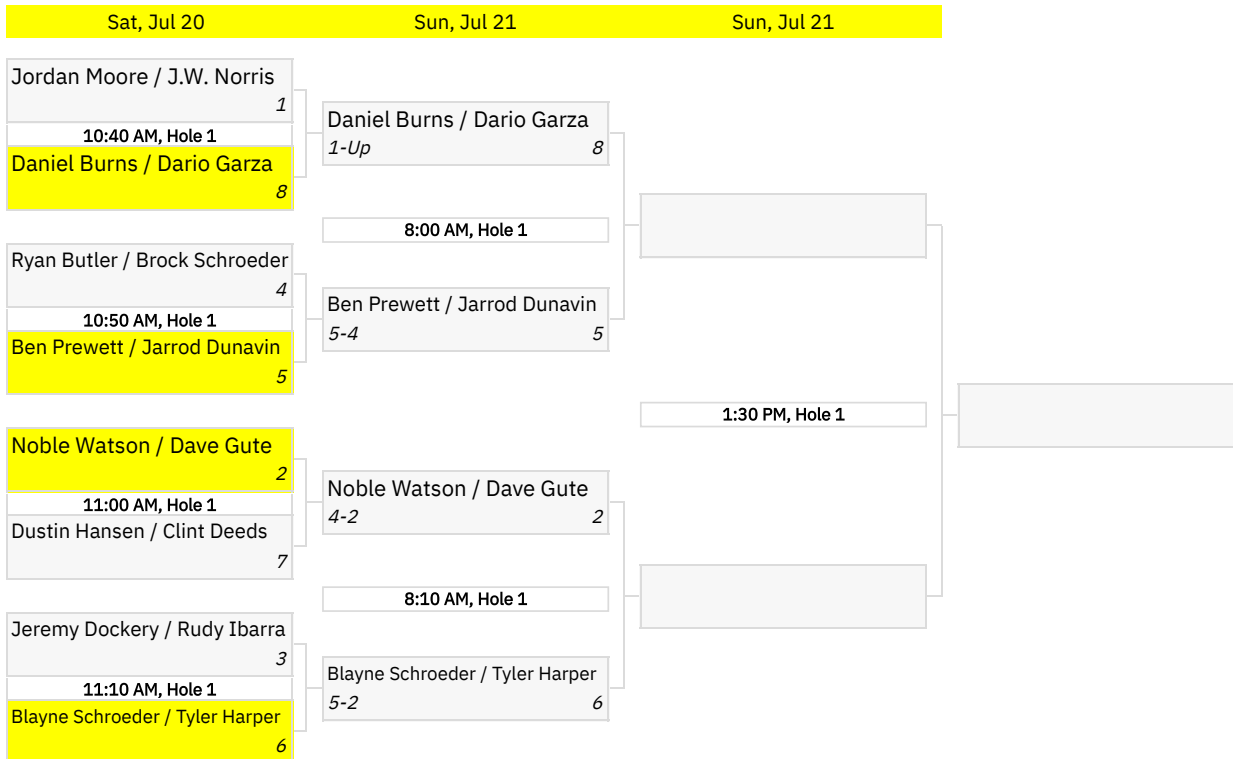 Sat, Jul 20
Sun, Jul 21
Sun, Jul 21
Jordan Moore / J.W. Norris
1
10:40 AM, Hole 1
Daniel Burns / Dario Garza
8
Ryan Butler / Brock Schroeder
4
10:50 AM, Hole 1
Ben Prewett / Jarrod Dunavin
5
Noble Watson / Dave Gute
2
11:00 AM, Hole 1
Dustin Hansen / Clint Deeds
7
Jeremy Dockery / Rudy Ibarra
3
11:10 AM, Hole 1
Blayne Schroeder / Tyler Harper
6
Daniel Burns / Dario Garza
1-Up 8
8:00 AM, Hole 1
Ben Prewett / Jarrod Dunavin
5-4 5
Noble Watson / Dave Gute
4-2 2
8:10 AM, Hole 1
Blayne Schroeder / Tyler Harper
5-2 6
1:30 PM, Hole 1